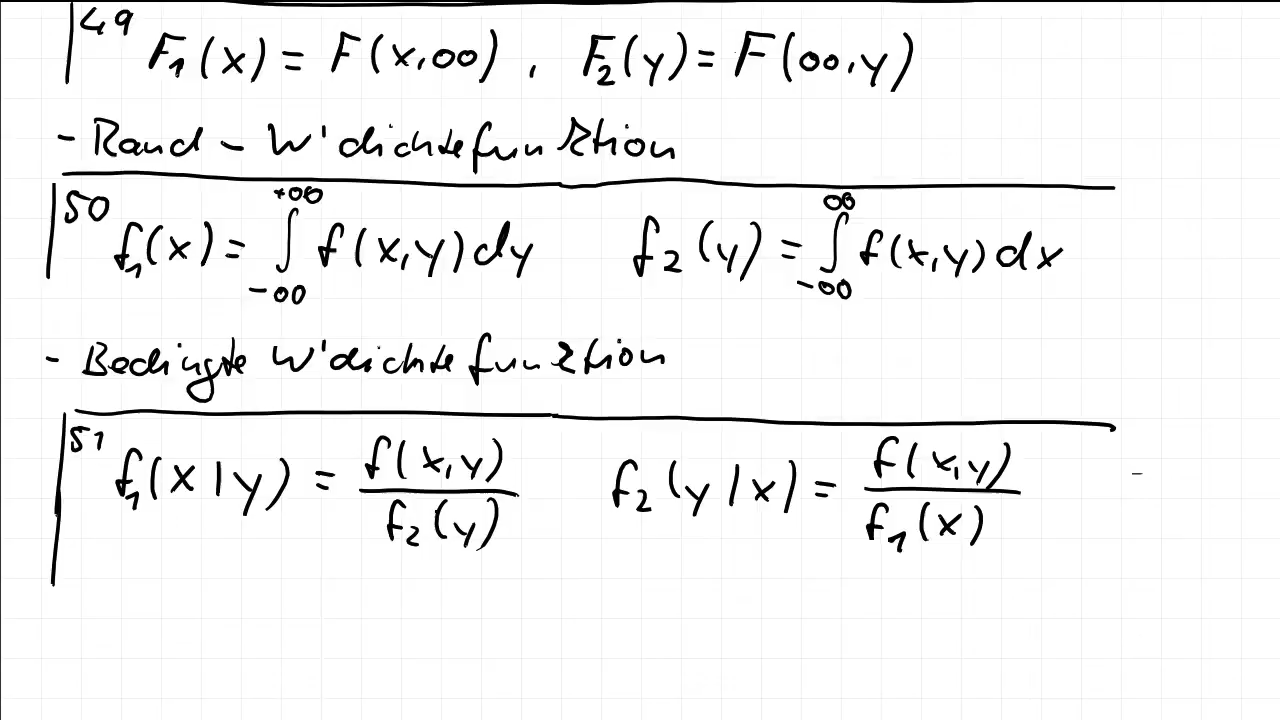 49 F₁(x) = F(x,∞) , F₂(y) = F(∞,y)
- Rand - W'dichtefunktion
50 f₁(x) = ∫_{-∞}^{+∞} f(x,y) dy f₂(y) = ∫_{-∞}^{∞} f(x,y) dx
- Bedingte W'dichtefunktion
51 f₁(x|y) = f(x,y) / f₂(y) f₂(y|x) = f(x,y) / f₁(x)